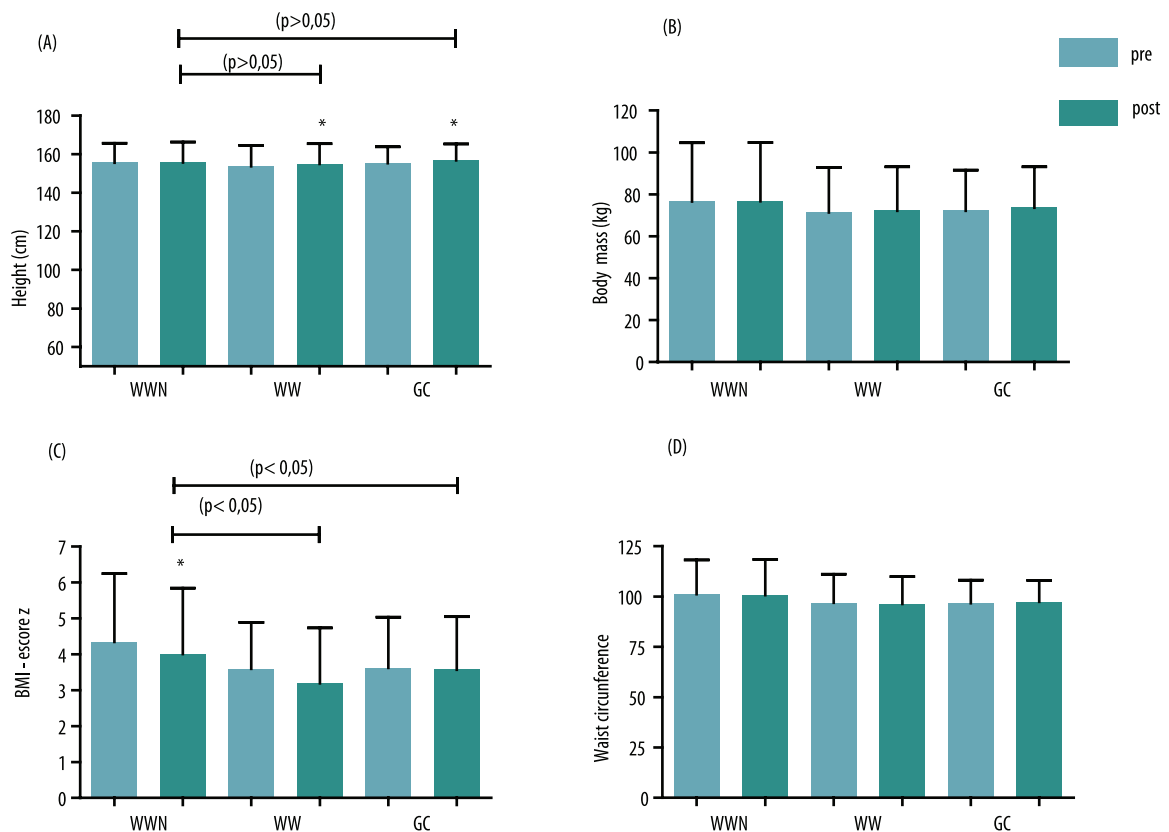 (A)
(p>0,05)
(p>0,05)
Height (cm)
180
160
140
120
100
80
60
*
*
WWN
WW
GC
(B)
pre
post
Body mass (kg)
120
100
80
60
40
20
0
WWN
WW
GC
(C)
(p< 0,05)
(p< 0,05)
BMI - escore z
7
6
5
4
3
2
1
0
*
WWN
WW
GC
(D)
Waist circunference
125
100
75
50
25
0
WWN
WW
GC